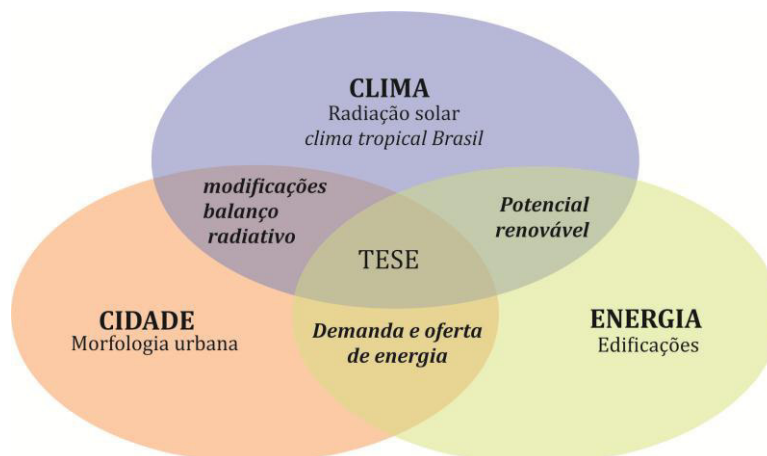 CLIMA
Radiação solar
clima tropical Brasil
modificações
balanço
radiativo
Potencial
renovável
TESE
CIDADE
Morfologia urbana
Demanda e oferta
de energia
ENERGIA
Edificações